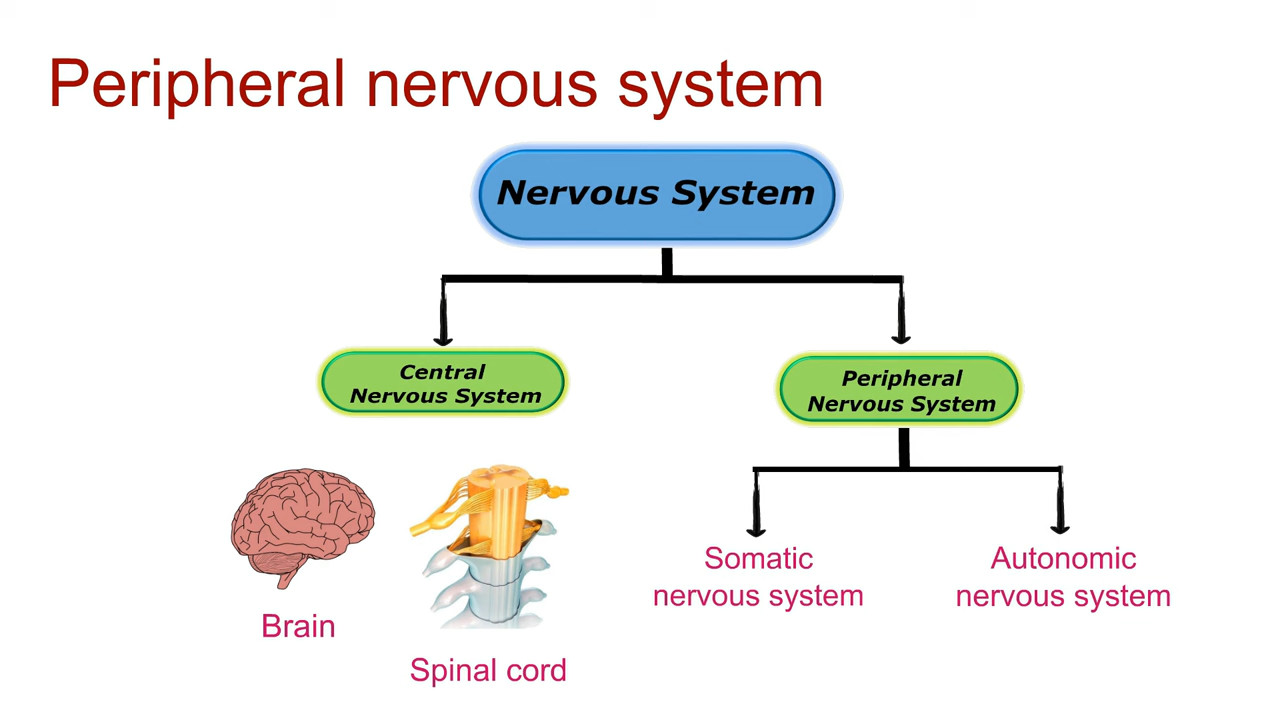 Peripheral nervous system
Nervous System
Central
Nervous System
Peripheral
Nervous System
Brain
Spinal cord
Somatic
nervous system
Autonomic
nervous system